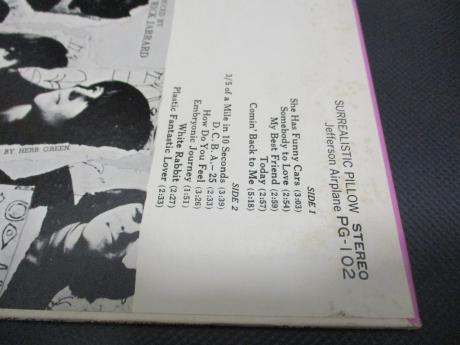 SURREALISTIC PILLOW STEREO
Jefferson Airplane PG-102
SIDE 1
She Has Funny Cars (3:03)
Somebody to Love (2:54)
My Best Friend (2:59)
Today (2:57)
Comin' Back to Me (5:18)
SIDE 2
3/5 of a Mile in 10 Seconds (3:39)
D.C.B.A.–25 (2:33)
How Do You Feel (3:26)
Embryonic Journey (1:51)
White Rabbit (2:27)
Plastic Fantastic Lover (2:33)
BY
RICK JARRARD
BY HERB GREEN